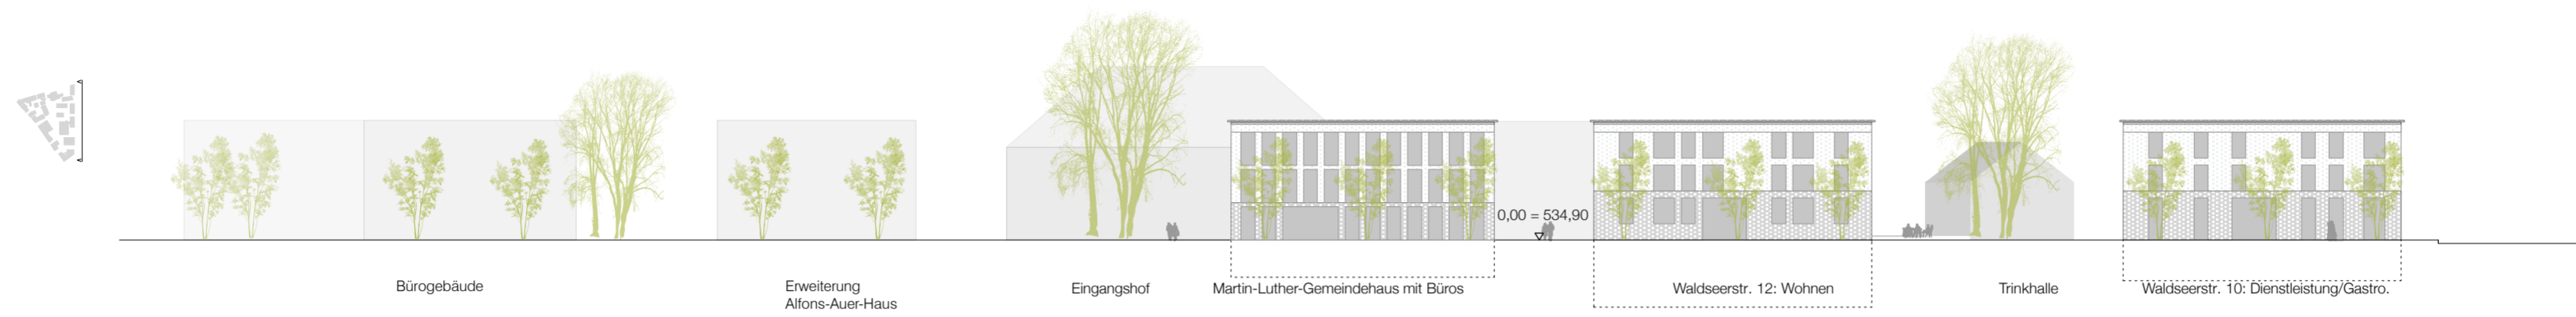 0,00 = 534,90
Bürogebäude
Erweiterung
Alfons-Auer-Haus
Eingangshof
Martin-Luther-Gemeindehaus mit Büros
Waldseerstr. 12: Wohnen
Trinkhalle
Waldseerstr. 10: Dienstleistung/Gastro.